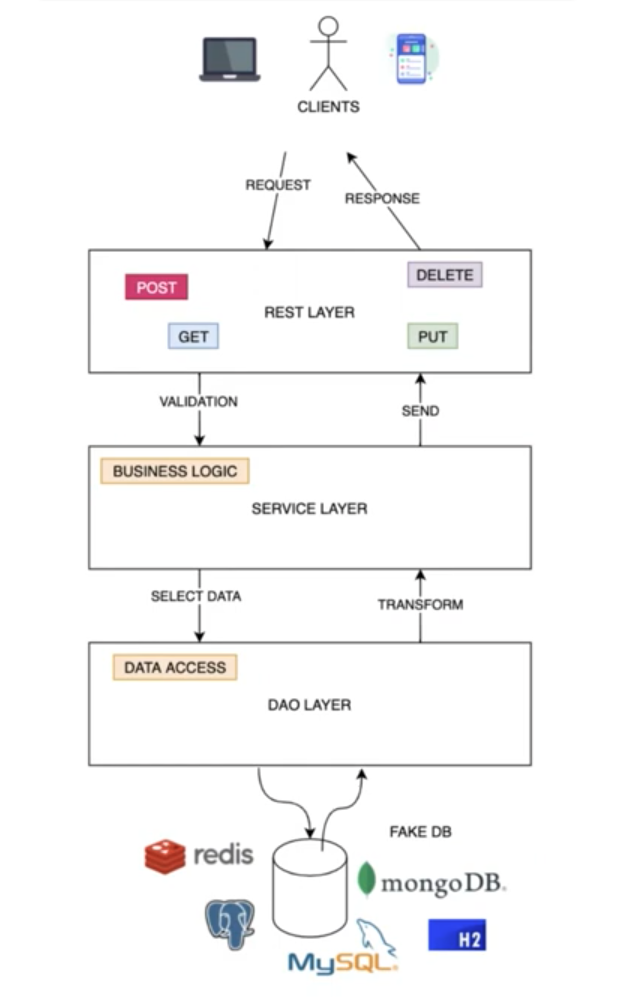 CLIENTS
REQUEST
RESPONSE
POST
DELETE
REST LAYER
GET
PUT
VALIDATION
SEND
BUSINESS LOGIC
SERVICE LAYER
SELECT DATA
TRANSFORM
DATA ACCESS
DAO LAYER
FAKE DB
redis
mongoDB®
H2
MySQL®